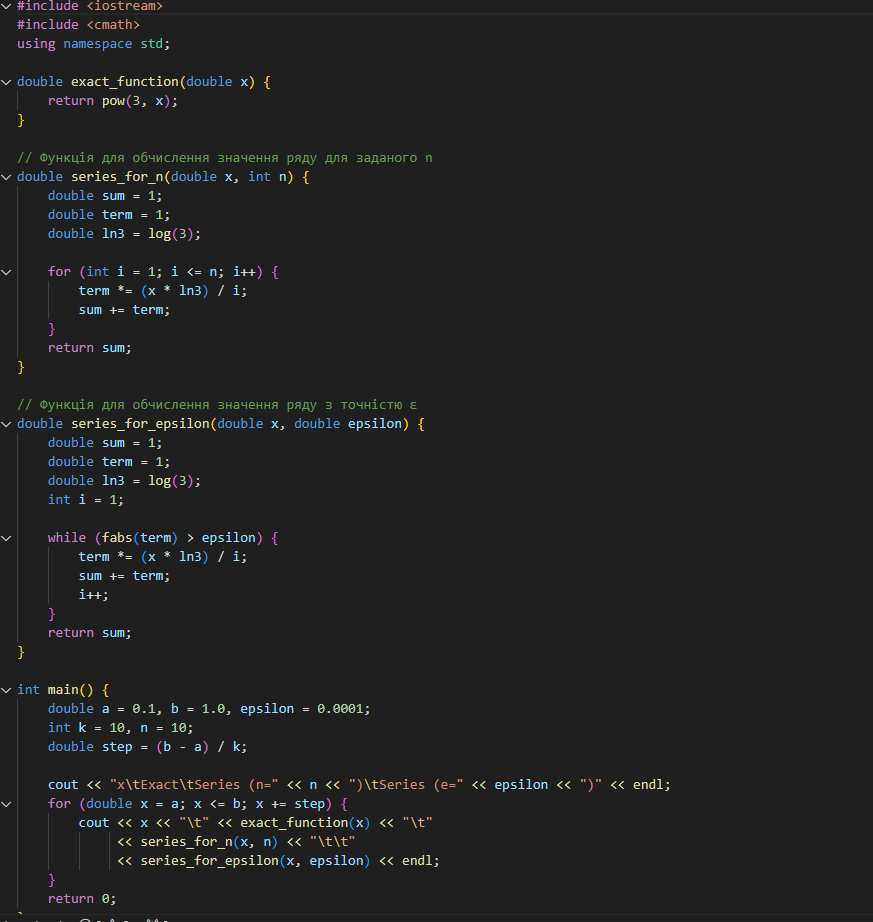 #include <iostream>
#include <cmath>
using namespace std;

double exact_function(double x) {
    return pow(3, x);
}

// Функція для обчислення значення ряду для заданого n
double series_for_n(double x, int n) {
    double sum = 1;
    double term = 1;
    double ln3 = log(3);

    for (int i = 1; i <= n; i++) {
        term *= (x * ln3) / i;
        sum += term;
    }
    return sum;
}

// Функція для обчислення значення ряду з точністю ε
double series_for_epsilon(double x, double epsilon) {
    double sum = 1;
    double term = 1;
    double ln3 = log(3);
    int i = 1;

    while (fabs(term) > epsilon) {
        term *= (x * ln3) / i;
        sum += term;
        i++;
    }
    return sum;
}

int main() {
    double a = 0.1, b = 1.0, epsilon = 0.0001;
    int k = 10, n = 10;
    double step = (b - a) / k;

    cout << "x\tExact\tSeries (n=" << n << ")\tSeries (e=" << epsilon << ")" << endl;
    for (double x = a; x <= b; x += step) {
        cout << x << "\t" << exact_function(x) << "\t"
             << series_for_n(x, n) << "\t\t"
             << series_for_epsilon(x, epsilon) << endl;
    }
    return 0;